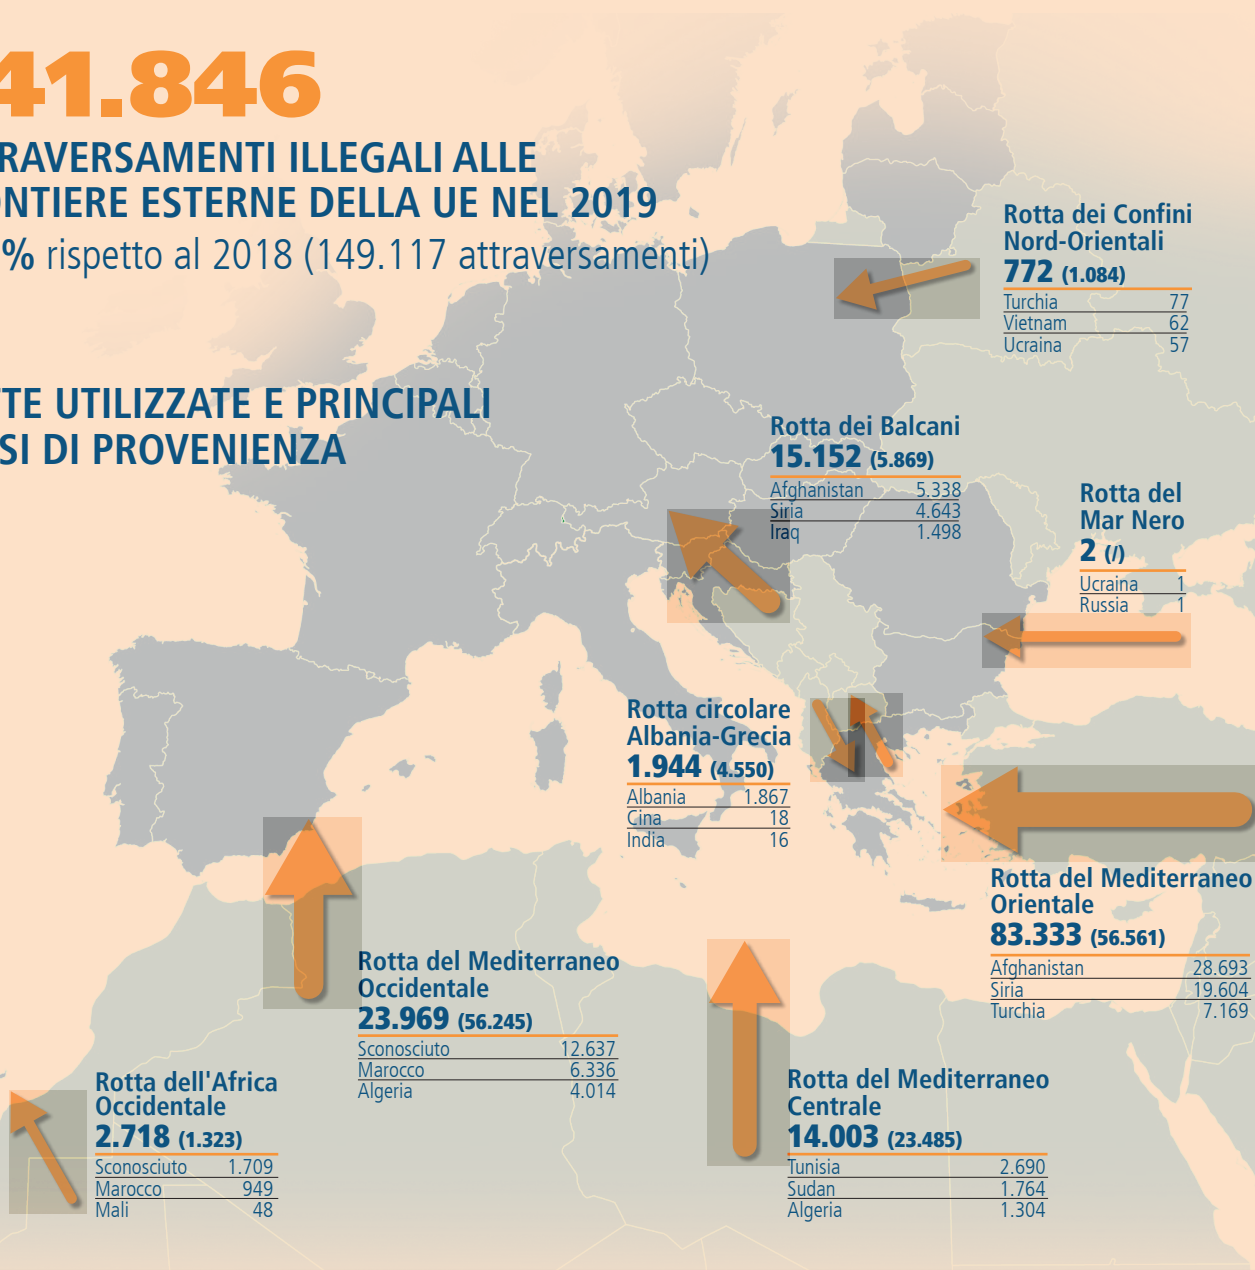 41.846
RAVERSAMENTI ILLEGALI ALLE
ONTIERE ESTERNE DELLA UE NEL 2019
% rispetto al 2018 (149.117 attraversamenti)
TTE UTILIZZATE E PRINCIPALI
SI DI PROVENIENZA
Rotta dei Confini
Nord-Orientali
772 (1.084)
Turchia 77
Vietnam 62
Ucraina 57
Rotta dei Balcani
15.152 (5.869)
Afghanistan 5.338
Siria 4.643
Iraq 1.498
Rotta del
Mar Nero
2 (/)
Ucraina 1
Russia 1
Rotta circolare
Albania-Grecia
1.944 (4.550)
Albania 1.867
Cina 18
India 16
Rotta del Mediterraneo
Orientale
83.333 (56.561)
Afghanistan 28.693
Siria 19.604
Turchia 7.169
Rotta del Mediterraneo
Occidentale
23.969 (56.245)
Sconosciuto 12.637
Marocco 6.336
Algeria 4.014
Rotta dell'Africa
Occidentale
2.718 (1.323)
Sconosciuto 1.709
Marocco 949
Mali 48
Rotta del Mediterraneo
Centrale
14.003 (23.485)
Tunisia 2.690
Sudan 1.764
Algeria 1.304